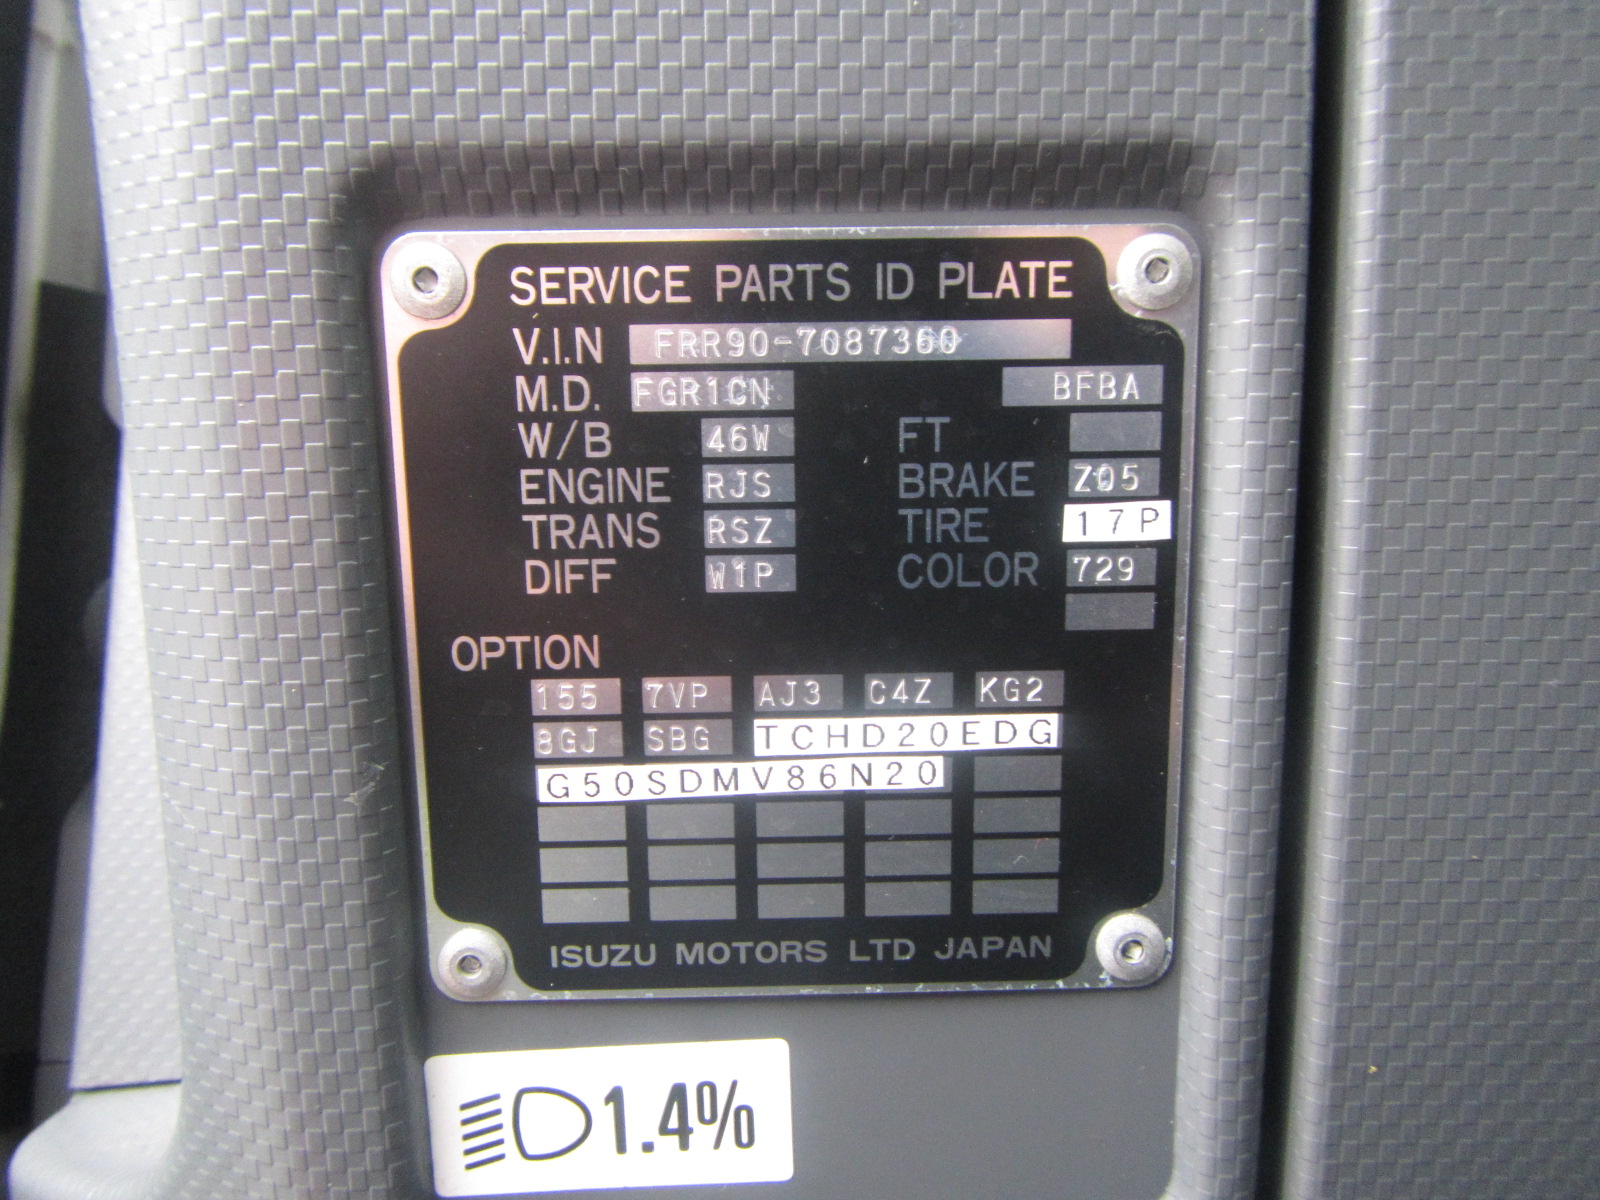 SERVICE PARTS ID PLATE
V.I.N FRR90-7087360
M.D. FGR1CN BFBA
W/B 46W FT
ENGINE RJS BRAKE Z05
TRANS RSZ TIRE 17P
DIFF W1P COLOR 729
OPTION
155 7VP AJ3 C4Z KG2
8GJ SBG TCHD20EDG
G50SDMV86N20
ISUZU MOTORS LTD JAPAN
1.4%